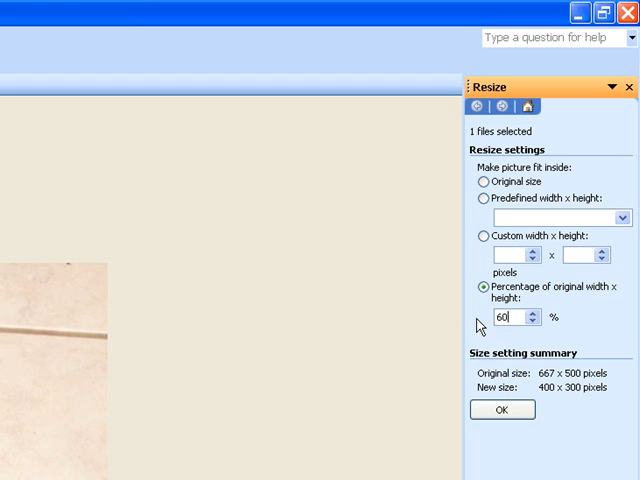 Type a question for help
Resize
1 files selected
Resize settings
Make picture fit inside:
Original size
Predefined width x height:
Custom width x height:
x
pixels
Percentage of original width x
height:
60 %
Size setting summary
Original size: 667 x 500 pixels
New size: 400 x 300 pixels
OK